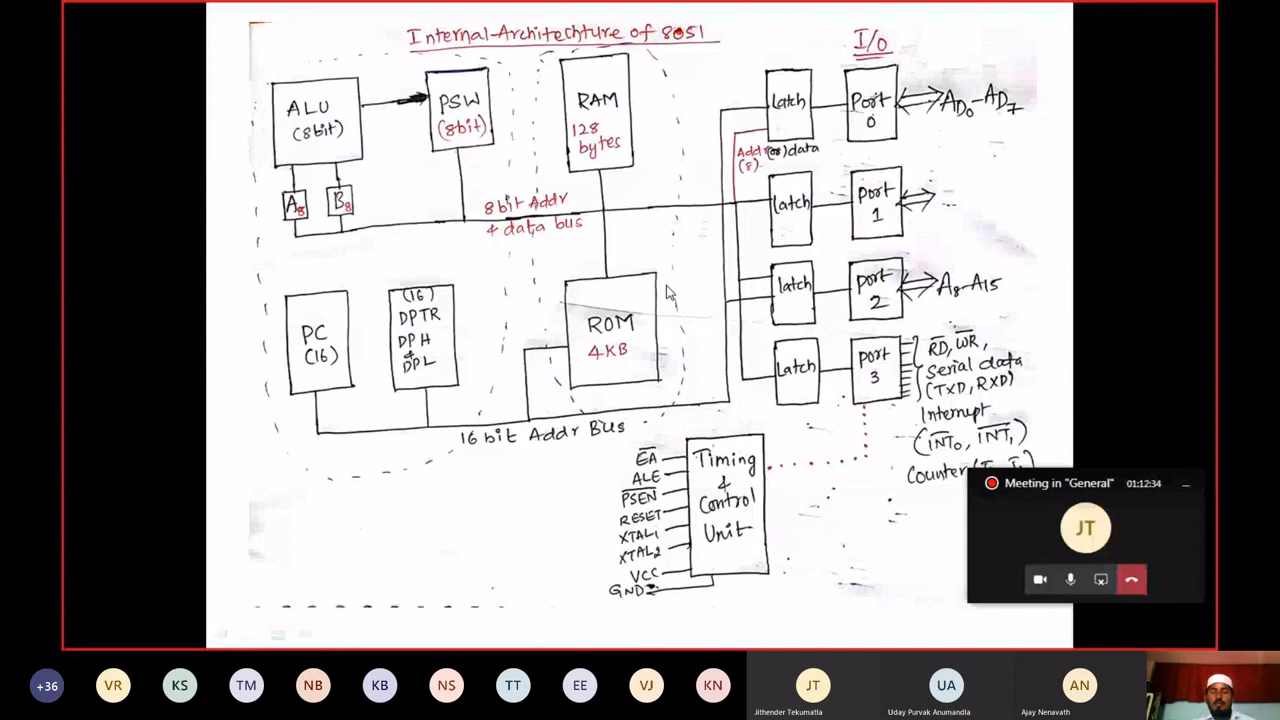 Internal-Architechture of 8051
I/O
ALU
(8bit)
PSW
(8bit)
RAM
128
bytes
Latch
Port
0
AD0-AD7
Addr (or) data
(8)
A8
B8
8bit Addr
& data bus
Latch
Port
1
Latch
Port
2
A8-A15
PC
(16)
(16)
DPTR
DPH
&
DPL
ROM
4KB
Latch
Port
3
RD, WR,
Serial data
(TXD, RXD)
Interrupt
(INT0, INT1)
Counter
16 bit Addr Bus
EA
ALE
PSEN
RESET
XTAL1
XTAL2
VCC
GND
Timing
&
Control
Unit
Meeting in "General"
01:12:34
JT
+36
VR
KS
TM
NB
KB
NS
TT
EE
VJ
KN
JT
UA
AN
Jithender Tekumatla
Uday Purvak Anumandla
Ajay Nenavath